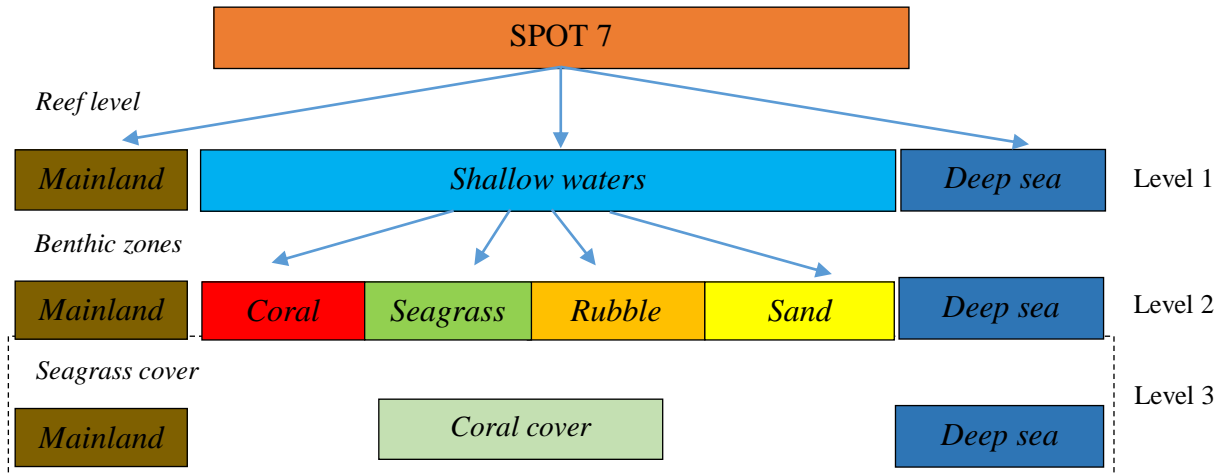 SPOT 7
Reef level
Mainland Shallow waters Deep sea Level 1
Benthic zones
Mainland Coral Seagrass Rubble Sand Deep sea Level 2
Seagrass cover
Level 3
Mainland Coral cover Deep sea